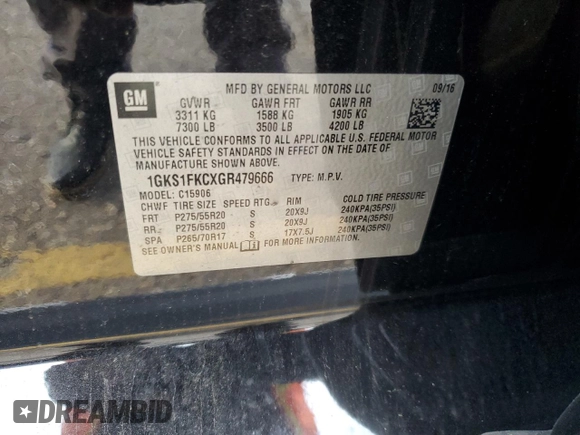 GM
MFD BY GENERAL MOTORS LLC 09/16
GVWR GAWR FRT GAWR RR
3311 KG 1588 KG 1905 KG
7300 LB 3500 LB 4200 LB
THIS VEHICLE CONFORMS TO ALL APPLICABLE U.S. FEDERAL MOTOR
VEHICLE SAFETY STANDARDS IN EFFECT ON THE DATE OF
MANUFACTURE SHOWN ABOVE.
1GKS1FKCXGR479666 TYPE: M.P.V.
MODEL: C15906
CHWF TIRE SIZE SPEED RTG RIM COLD TIRE PRESSURE
FRT P275/55R20 S 20X9J 240KPA(35PSI)
RR P275/55R20 S 20X9J 240KPA(35PSI)
SPA P265/70R17 S 17X7.5J 240KPA(35PSI)
SEE OWNER'S MANUAL FOR MORE INFORMATION.
DREAMBID